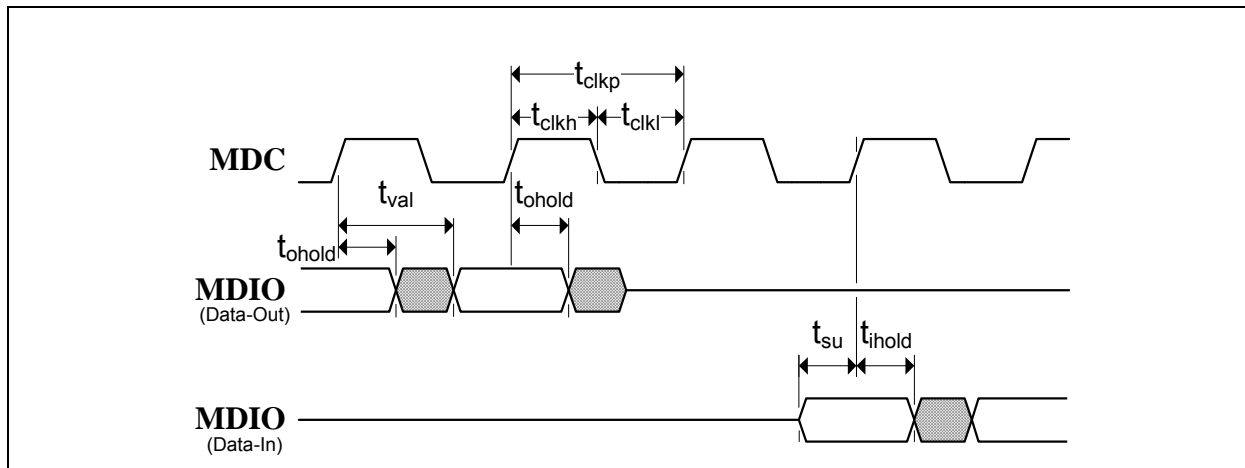 tclkp
tclkh tclkl
MDC
tval tohold
tohold
MDIO
(Data-Out)
tsu tihold
MDIO
(Data-In)